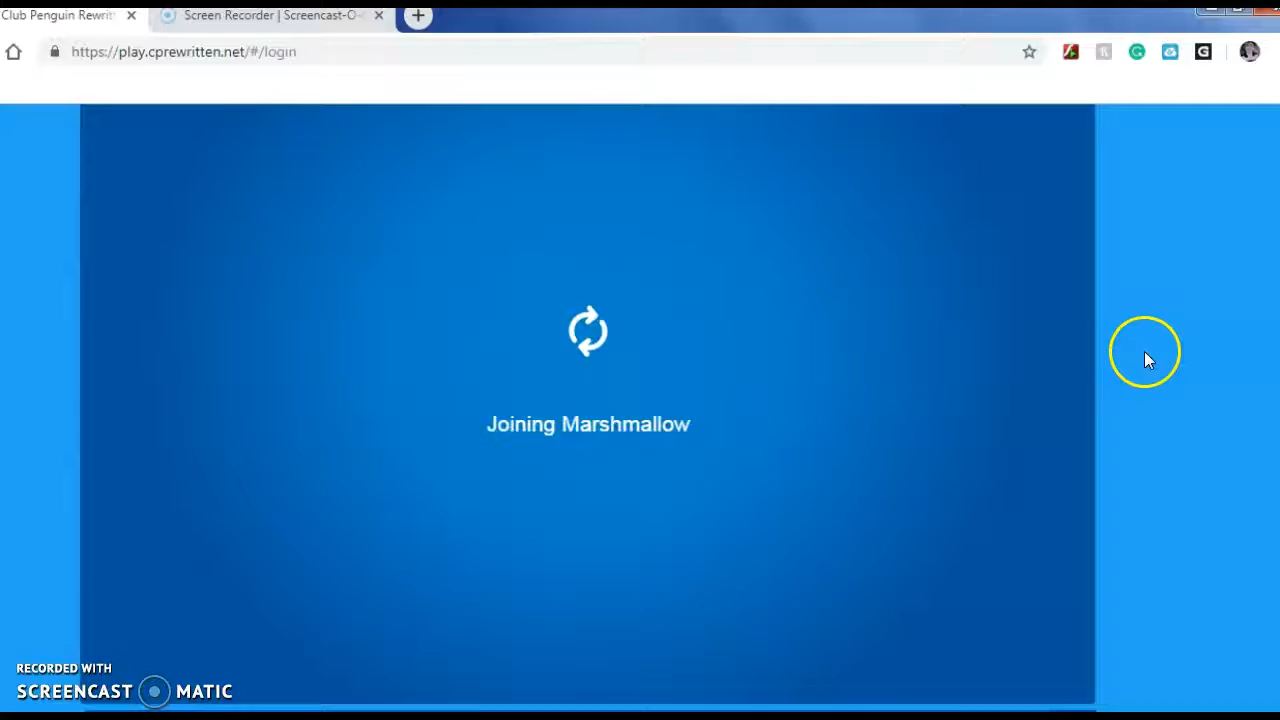 Club Penguin Rewrit
Screen Recorder | Screencast-O-
https://play.cprewritten.net/#/login
Joining Marshmallow
RECORDED WITH
SCREENCAST MATIC